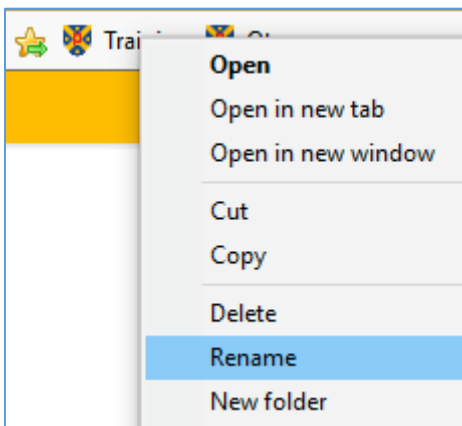 Open
Open in new tab
Open in new window
Cut
Copy
Delete
Rename
New folder